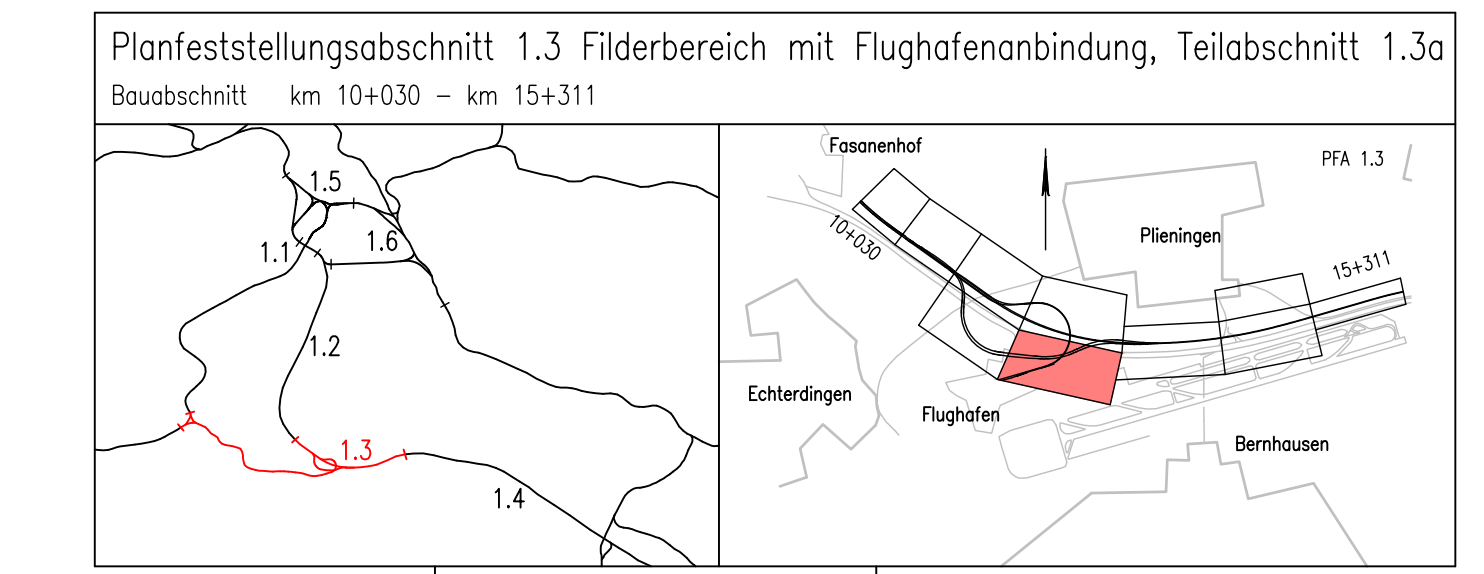 Planfeststellungsabschnitt 1.3 Filderbereich mit Flughafenanbindung, Teilabschnitt 1.3a
Bauabschnitt km 10+030 – km 15+311
1.5
1.1
1.6
1.2
1.3
1.4
Fasanenhof
PFA 1.3
10+030
Plieningen
15+311
Echterdingen
Flughafen
Bernhausen